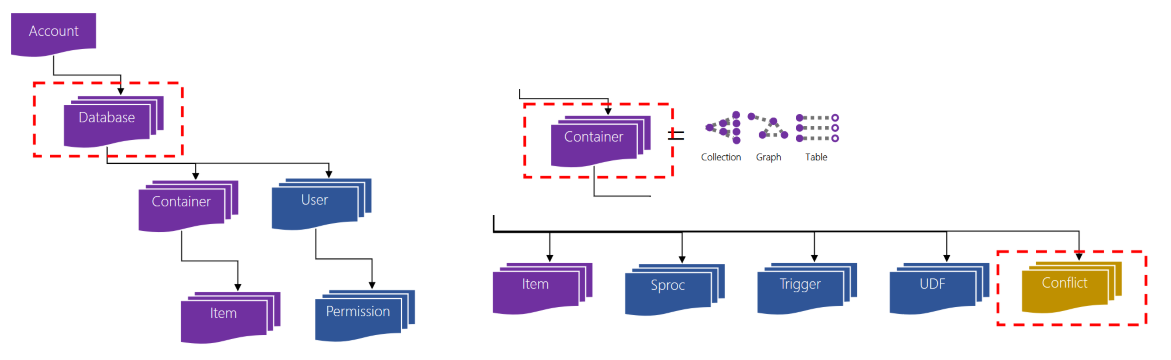 Account
Database
Container
User
Item
Permission
Container
Collection
Graph
Table
Item
Sproc
Trigger
UDF
Conflict